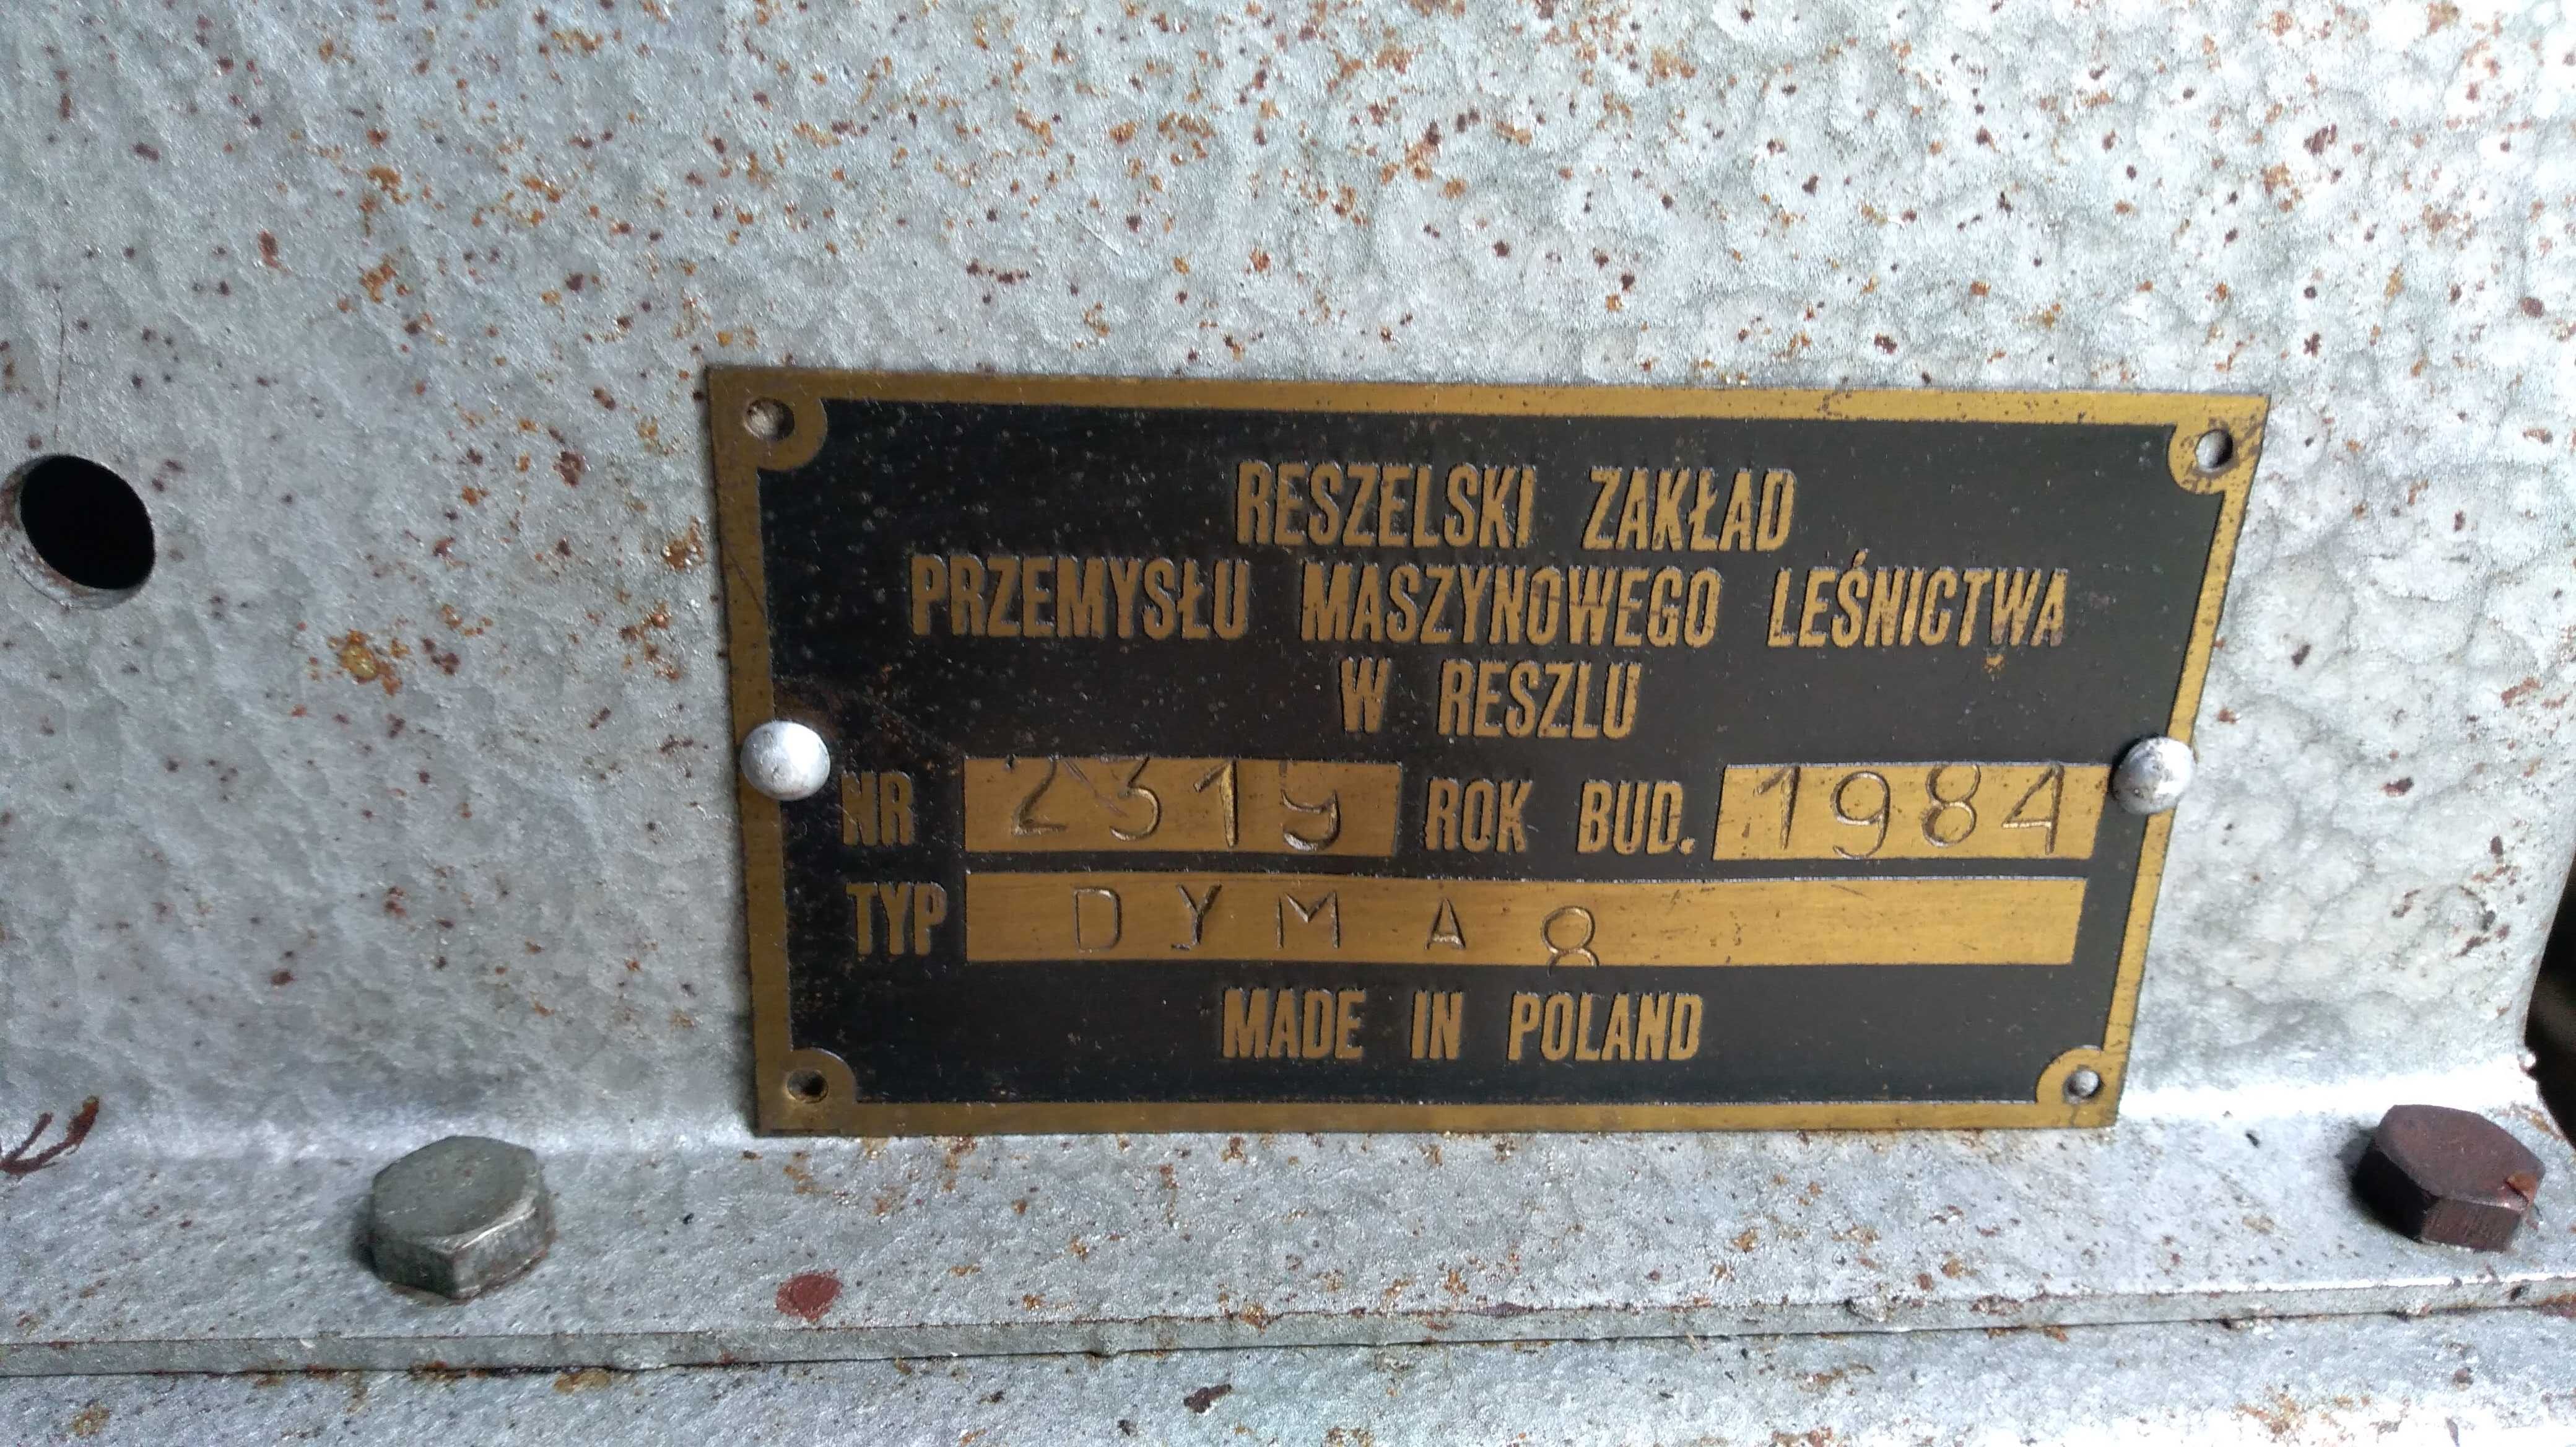 RESZELSKI ZAKŁAD
PRZEMYSŁU MASZYNOWEGO LEŚNICTWA
W RESZLU
NR 2319 ROK BUD. 1984
TYP DYMA 8
MADE IN POLAND